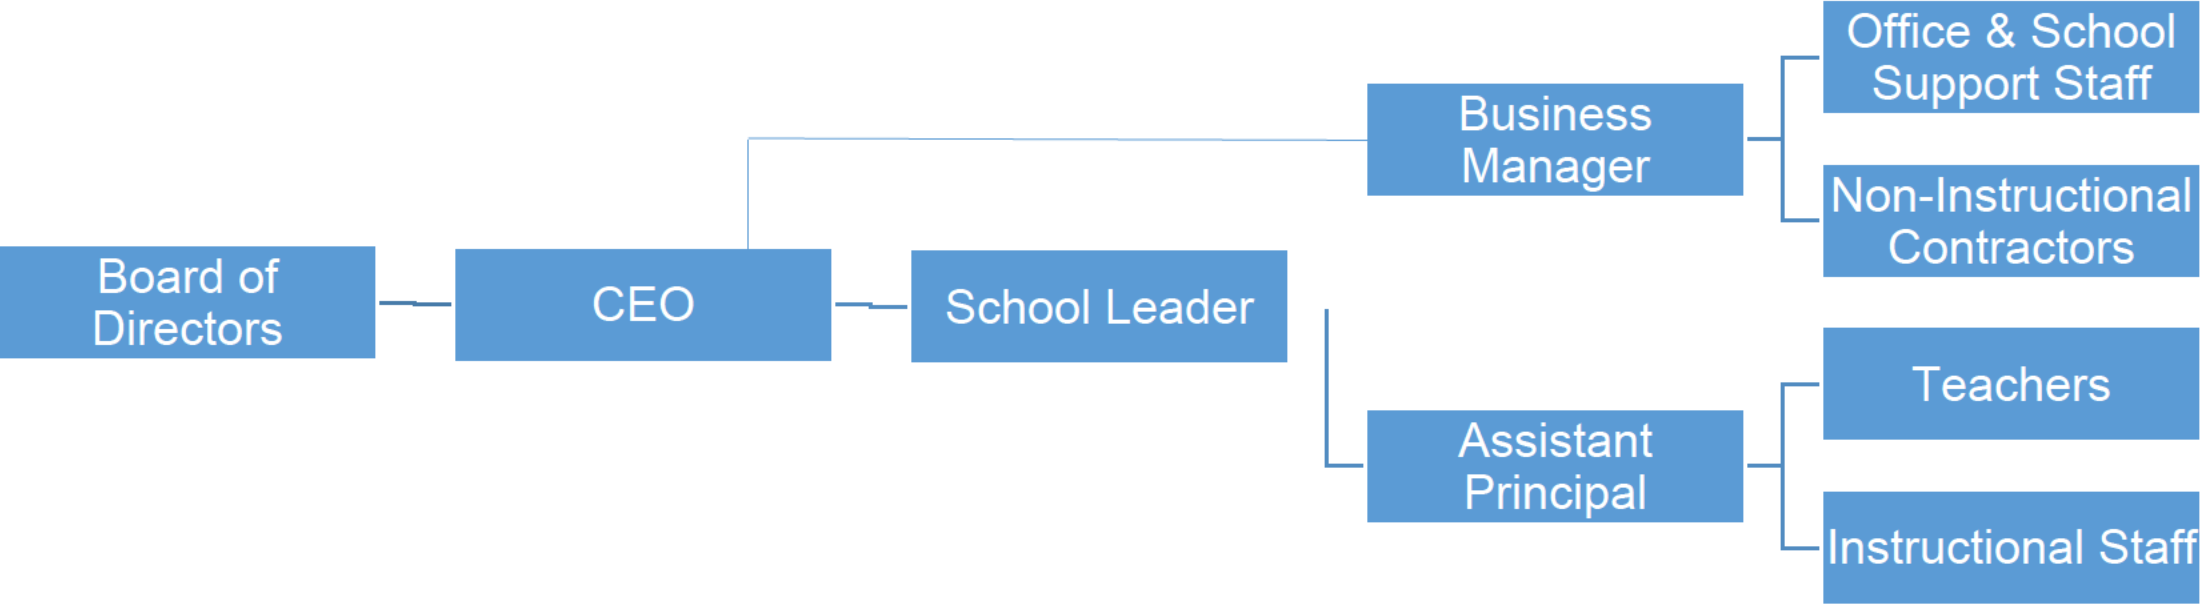 Board of
Directors
CEO
School Leader
Business
Manager
Assistant
Principal
Office & School
Support Staff
Non-Instructional
Contractors
Teachers
Instructional Staff